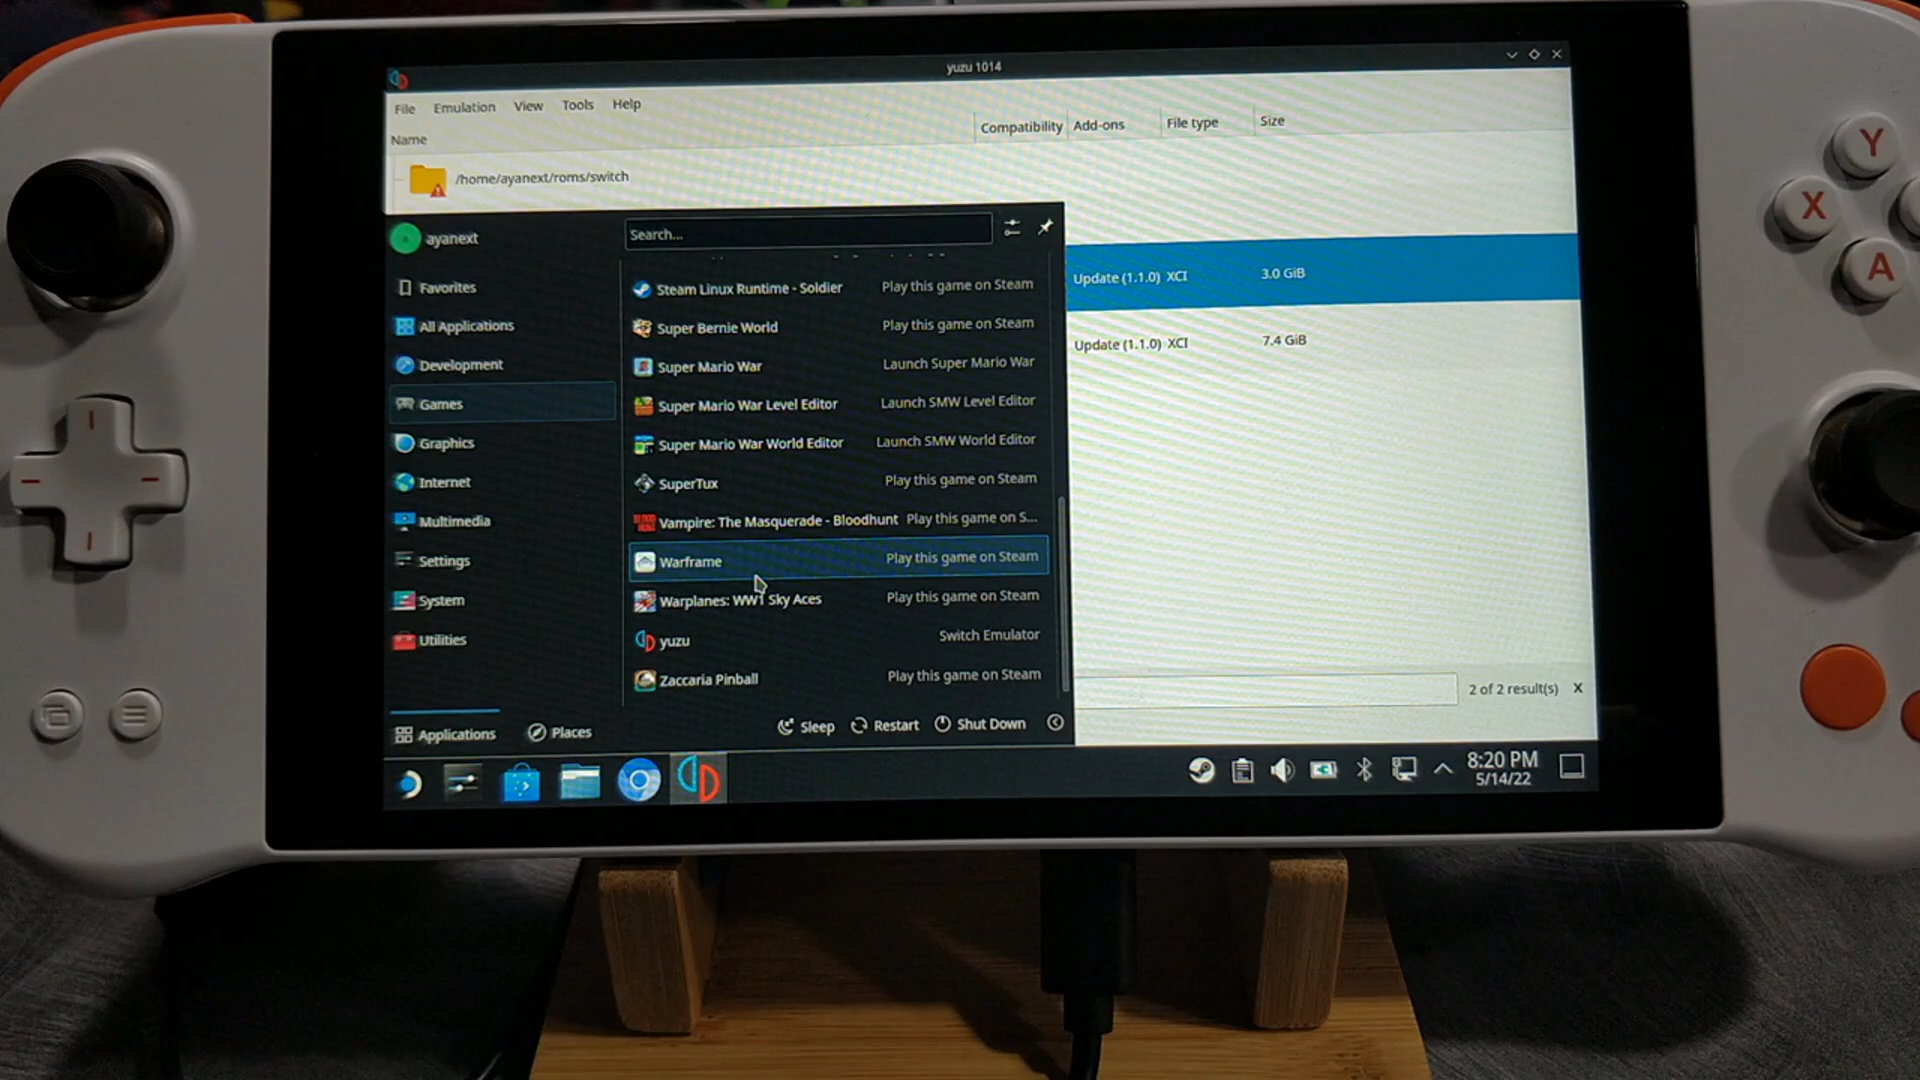 yuzu 1014
File Emulation View Tools Help
Name Compatibility Add-ons File type Size
/home/ayanext/roms/switch
ayanext Search...
Favorites
All Applications
Development
Games
Graphics
Internet
Multimedia
Settings
System
Utilities
Steam Linux Runtime - Soldier Play this game on Steam
Super Bernie World Play this game on Steam
Super Mario War Launch Super Mario War
Super Mario War Level Editor Launch SMW Level Editor
Super Mario War World Editor Launch SMW World Editor
SuperTux Play this game on Steam
Vampire: The Masquerade - Bloodhunt Play this game on S...
Warframe Play this game on Steam
Warplanes: WW1 Sky Aces Play this game on Steam
yuzu Switch Emulator
Zaccaria Pinball Play this game on Steam
Applications Places Sleep Restart Shut Down
Update (1.1.0) XCI 3.0 GiB
Update (1.1.0) XCI 7.4 GiB
2 of 2 result(s) X
8:20 PM
5/14/22
Y
X
A